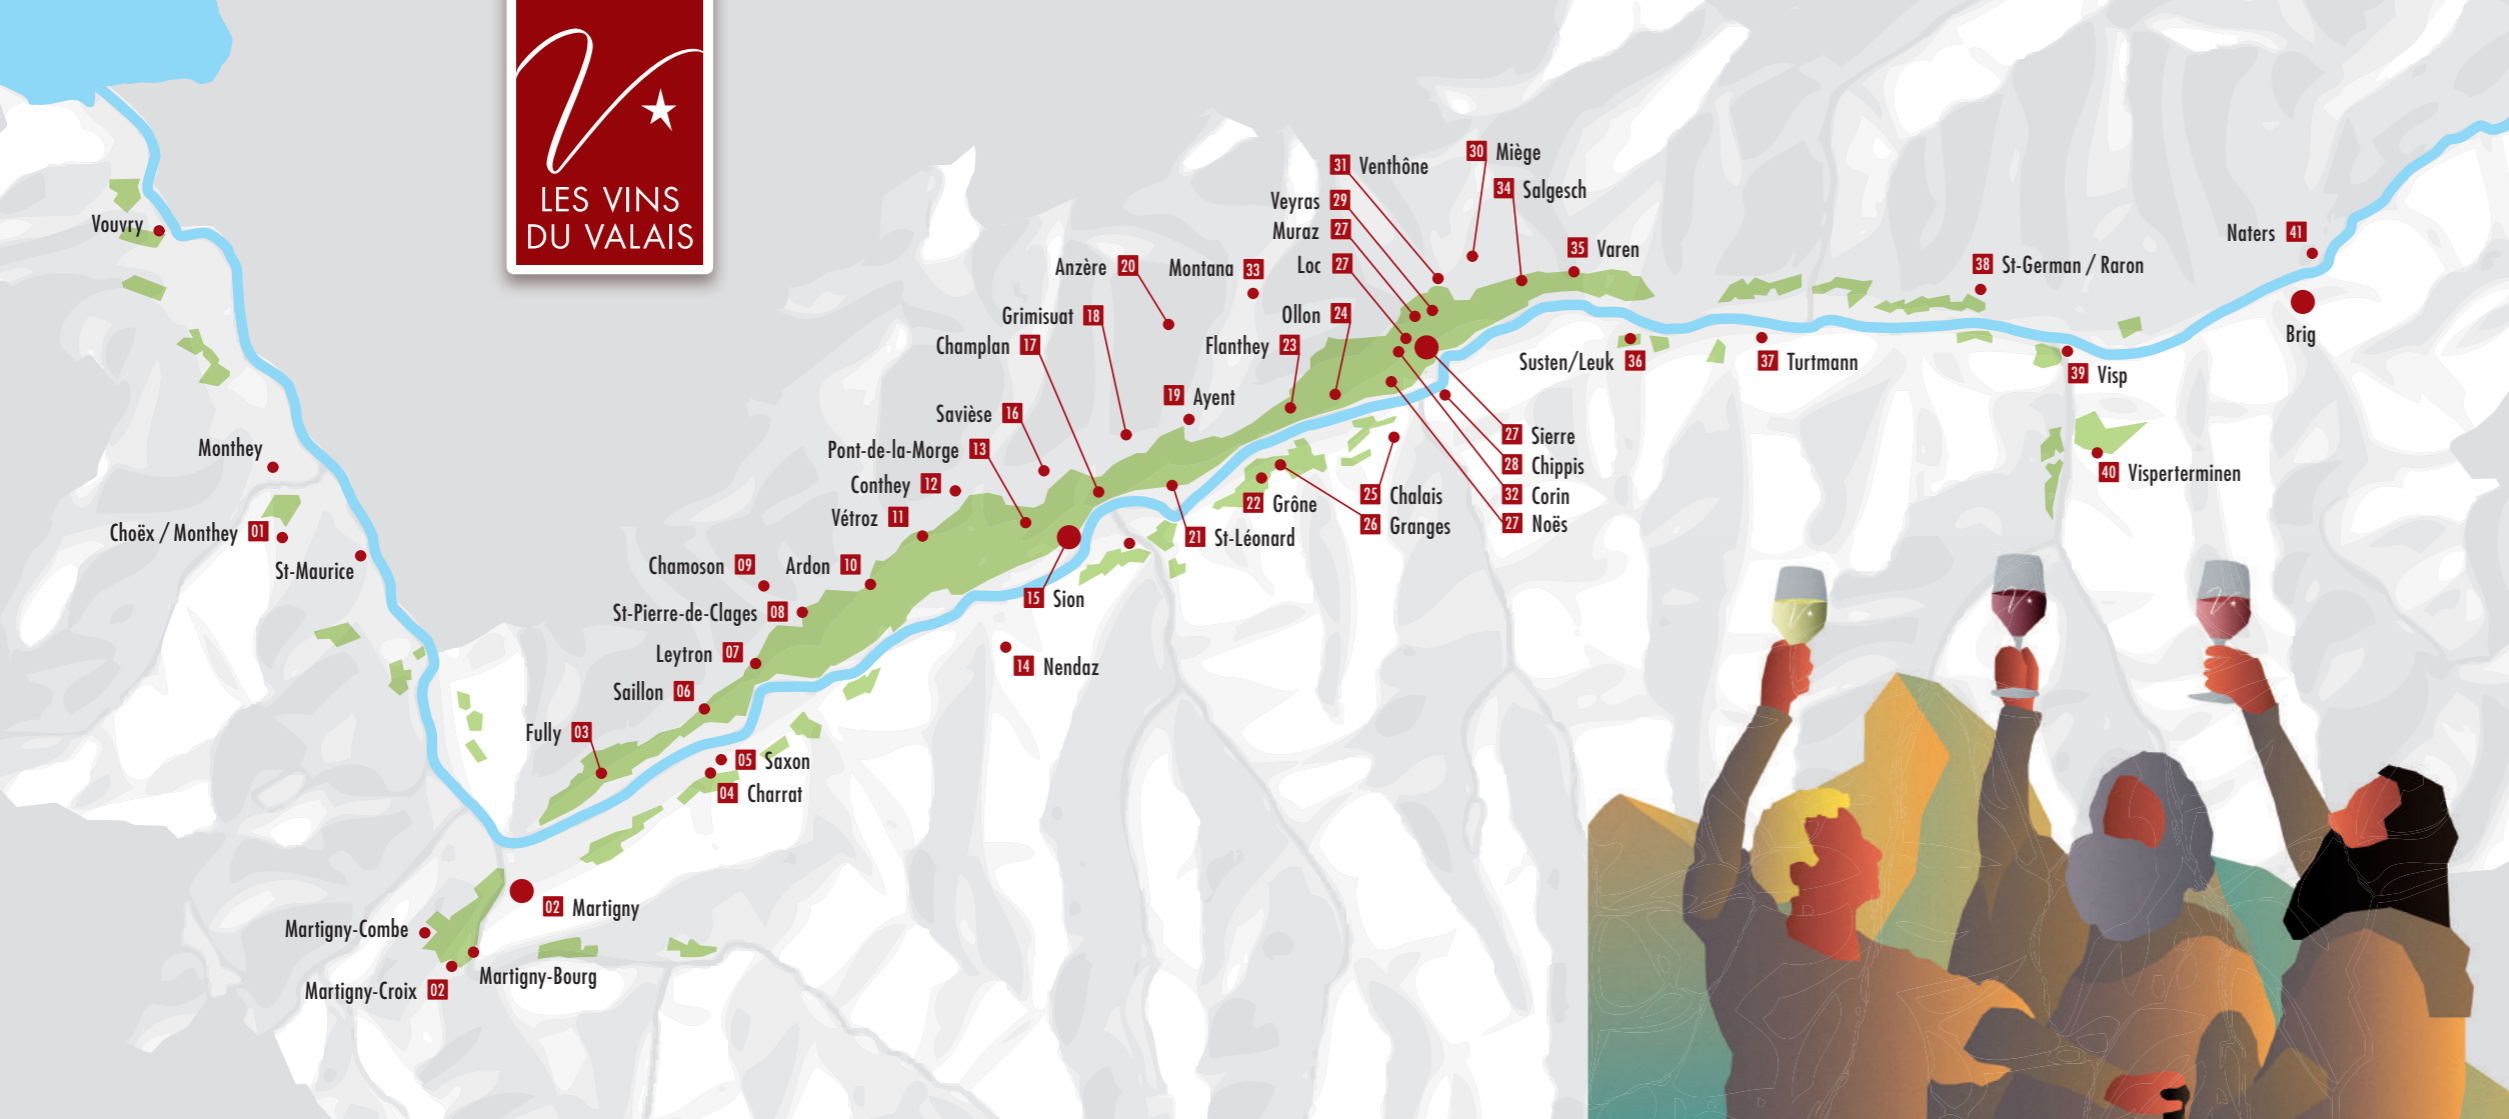 LES VINS
DU VALAIS
31 Venthône
30 Miège
34 Salgesch
Veyras 29
Muraz 27
Loc 27
35 Varen
Vouvry
Naters 41
38 St-German / Raron
Anzère 20
Montana 33
Grimisuat 18
Ollon 24
Champlan 17
Flanthey 23
Brig
Susten/Leuk 36
37 Turtmann
39 Visp
19 Ayent
Savièse 16
Monthey
Pont-de-la-Morge 13
27 Sierre
28 Chippis
Conthey 12
22 Grône
25 Chalais
32 Corin
40 Visperterminen
Vétroz 11
26 Granges
27 Noës
Choëx / Monthey 01
21 St-Léonard
St-Maurice
Chamoson 09
Ardon 10
15 Sion
St-Pierre-de-Clages 08
Leytron 07
14 Nendaz
Saillon 06
Fully 03
05 Saxon
04 Charrat
02 Martigny
Martigny-Combe
Martigny-Bourg
Martigny-Croix 02